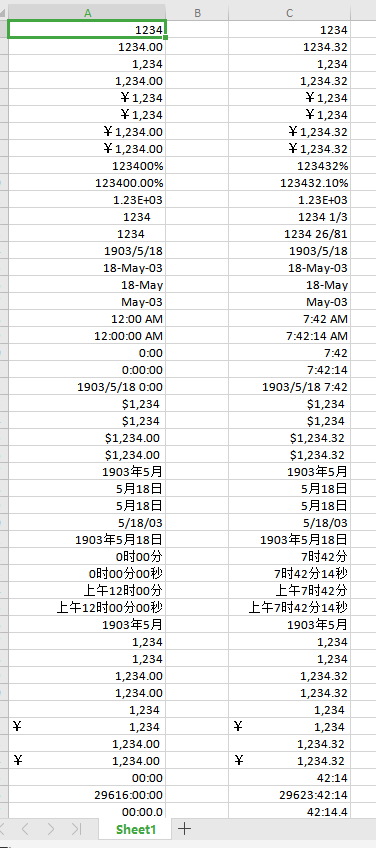 A B C
1234 1234
1234.00 1234.32
1,234 1,234
1,234.00 1,234.32
￥1,234 ￥1,234
￥1,234 ￥1,234
￥1,234.00 ￥1,234.32
￥1,234.00 ￥1,234.32
123400% 123432%
123400.00% 123432.10%
1.23E+03 1.23E+03
1234 1234 1/3
1234 1234 26/81
1903/5/18 1903/5/18
18-May-03 18-May-03
18-May 18-May
May-03 May-03
12:00 AM 7:42 AM
12:00:00 AM 7:42:14 AM
0:00 7:42
0:00:00 7:42:14
1903/5/18 0:00 1903/5/18 7:42
$1,234 $1,234
$1,234 $1,234
$1,234.00 $1,234.32
$1,234.00 $1,234.32
1903年5月 1903年5月
5月18日 5月18日
5月18日 5月18日
5/18/03 5/18/03
1903年5月18日 1903年5月18日
0时00分 7时42分
0时00分00秒 7时42分14秒
上午12时00分 上午7时42分
上午12时00分00秒 上午7时42分14秒
1903年5月 1903年5月
1,234 1,234
1,234 1,234
1,234.00 1,234.32
1,234.00 1,234.32
1,234 1,234
￥ 1,234 ￥ 1,234
1,234.00 1,234.32
￥ 1,234.00 ￥ 1,234.32
00:00 42:14
29616:00:00 29623:42:14
00:00.0 42:14.4
Sheet1